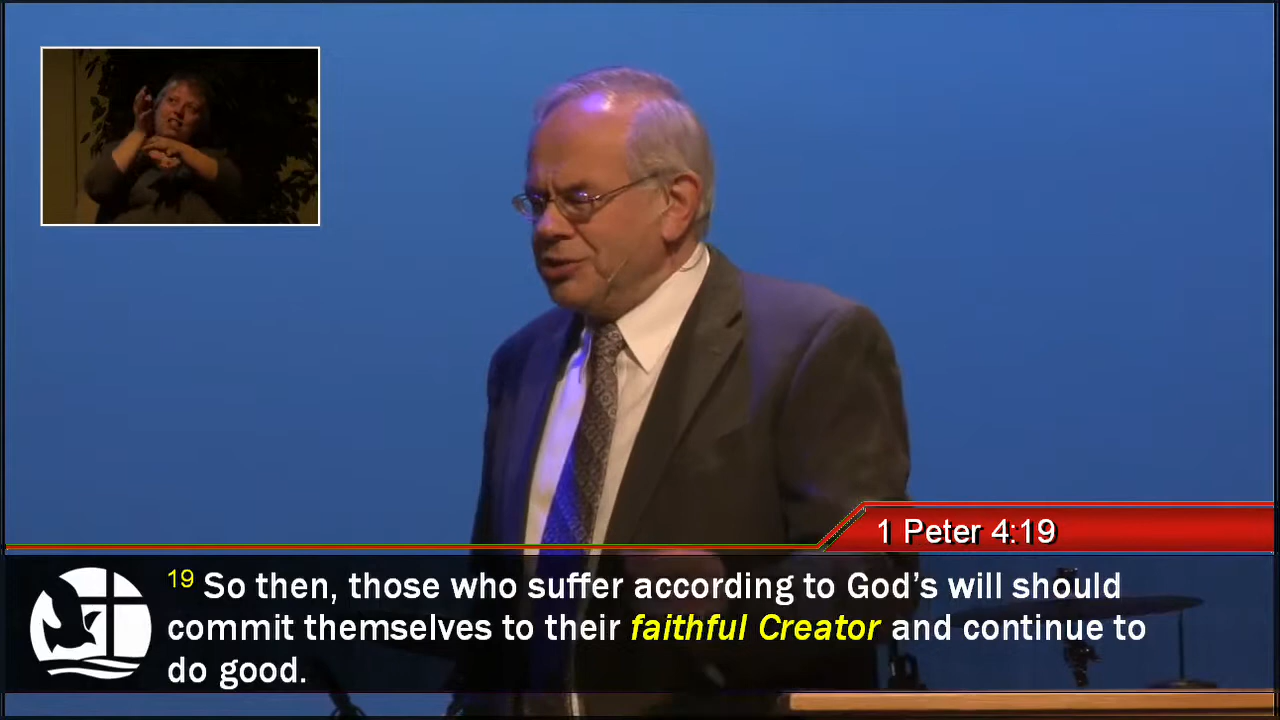 1 Peter 4:19
19 So then, those who suffer according to God’s will should
commit themselves to their faithful Creator and continue to
do good.